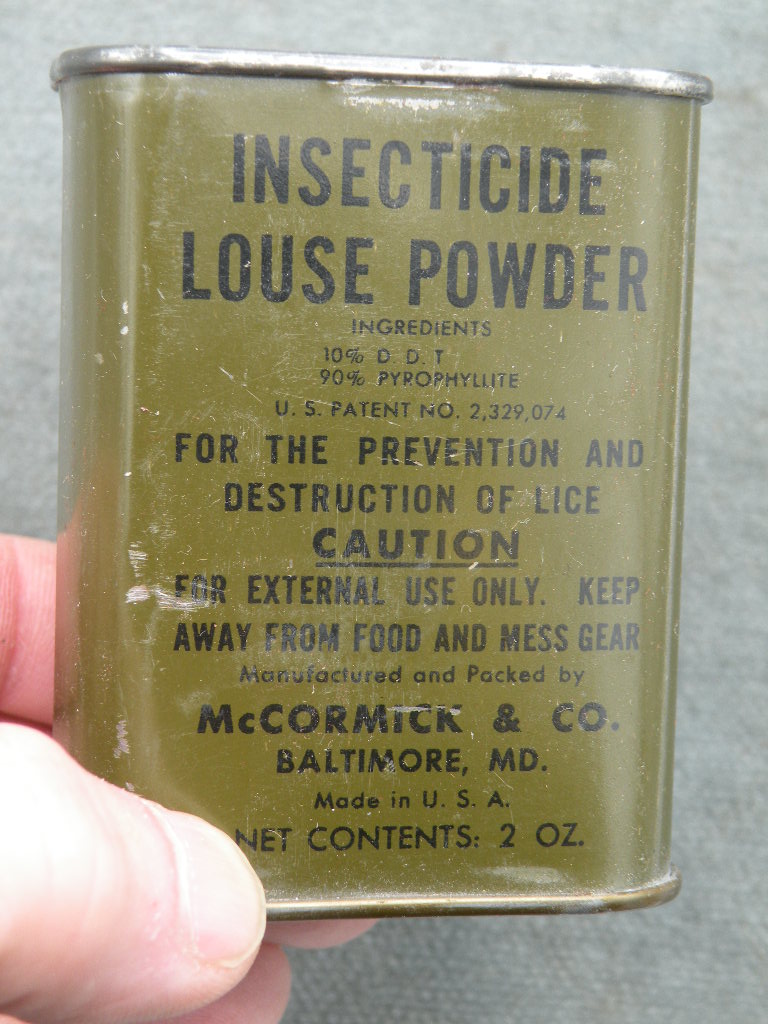 INSECTICIDE
LOUSE POWDER
INGREDIENTS
10% D. D. T
90% PYROPHYLLITE
U. S. PATENT NO. 2,329,074
FOR THE PREVENTION AND
DESTRUCTION OF LICE
CAUTION
FOR EXTERNAL USE ONLY. KEEP
AWAY FROM FOOD AND MESS GEAR
Manufactured and Packed by
McCORMICK & CO.
BALTIMORE, MD.
Made in U. S. A.
NET CONTENTS: 2 OZ.